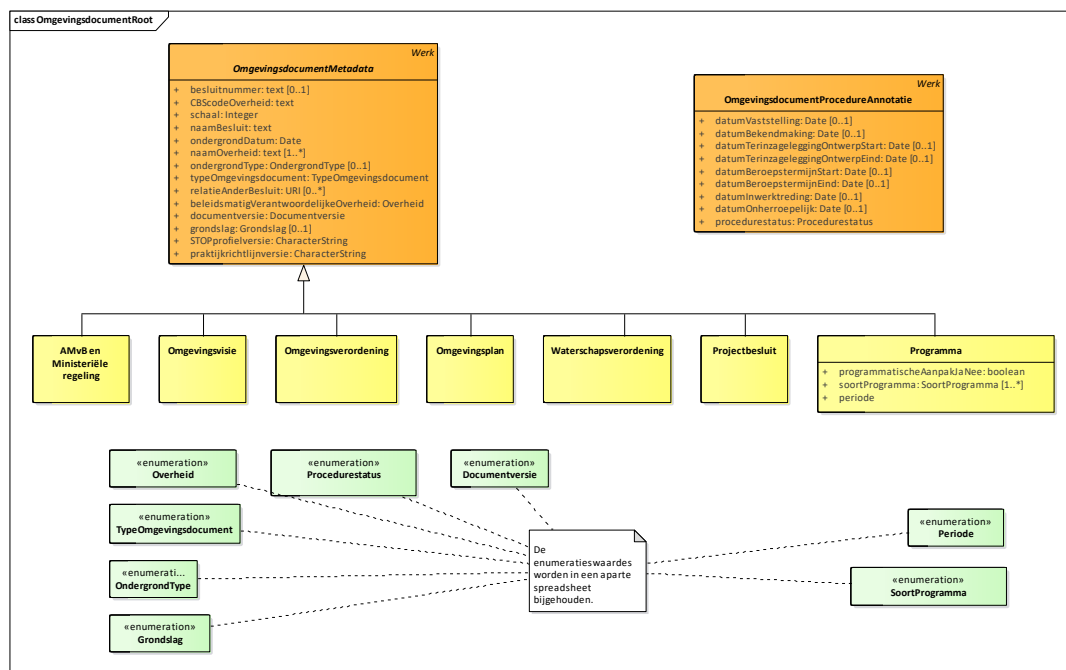 class OmgevingsdocumentRoot
Werk
OmgevingsdocumentMetadata
+ besluitnummer: text [0..1]
+ CBScodeOverheid: text
+ schaal: Integer
+ naamBesluit: text
+ ondergrondDatum: Date
+ naamOverheid: text [1..*]
+ ondergrondType: OndergrondType [0..1]
+ typeOmgevingsdocument: TypeOmgevingsdocument
+ relatieAnderBesluit: URI [0..*]
+ beleidsmatigVerantwoordelijkeOverheid: Overheid
+ documentversie: Documentversie
+ grondslag: Grondslag [0..1]
+ STOPprofielversie: CharacterString
+ praktijkrichtlijnversie: CharacterString
Werk
OmgevingsdocumentProcedureAnnotatie
+ datumVaststelling: Date [0..1]
+ datumBekendmaking: Date [0..1]
+ datumTerinzageleggingOntwerpStart: Date [0..1]
+ datumTerinzageleggingOntwerpEind: Date [0..1]
+ datumBeroepstermijnStart: Date [0..1]
+ datumBeroepstermijnEind: Date [0..1]
+ datumInwerktreding: Date [0..1]
+ datumOnherroepelijk: Date [0..1]
+ procedurestatus: Procedurestatus
AMvB en
Ministeriële
regeling
Omgevingsvisie
Omgevingsverordening
Omgevingsplan
Waterschapsverordening
Projectbesluit
Programma
+ programmatischeAanpakJaNee: boolean
+ soortProgramma: SoortProgramma [1..*]
+ periode
«enumeration»
Overheid
«enumeration»
Procedurestatus
«enumeration»
Documentversie
«enumeration»
TypeOmgevingsdocument
«enumerati...
OndergrondType
«enumeration»
Grondslag
De
enumeratieswaardes
worden in een aparte
spreadsheet
bijgehouden.
«enumeration»
Periode
«enumeration»
SoortProgramma